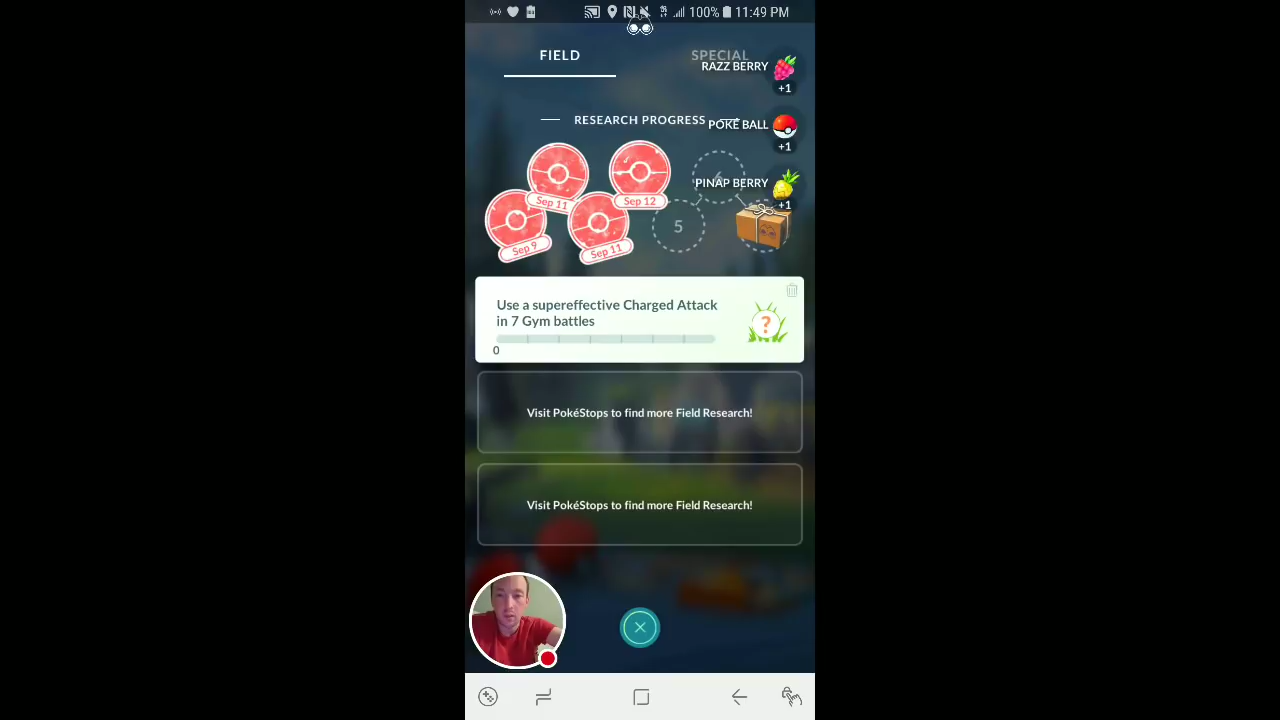 100% 11:49 PM
FIELD
SPECIAL
RAZZ BERRY
+1
RESEARCH PROGRESS
POKÉ BALL
+1
PINAP BERRY
+1
Sep 11
Sep 12
5
Sep 9
Sep 11
Use a supereffective Charged Attack
in 7 Gym battles
?
0
Visit PokéStops to find more Field Research!
Visit PokéStops to find more Field Research!